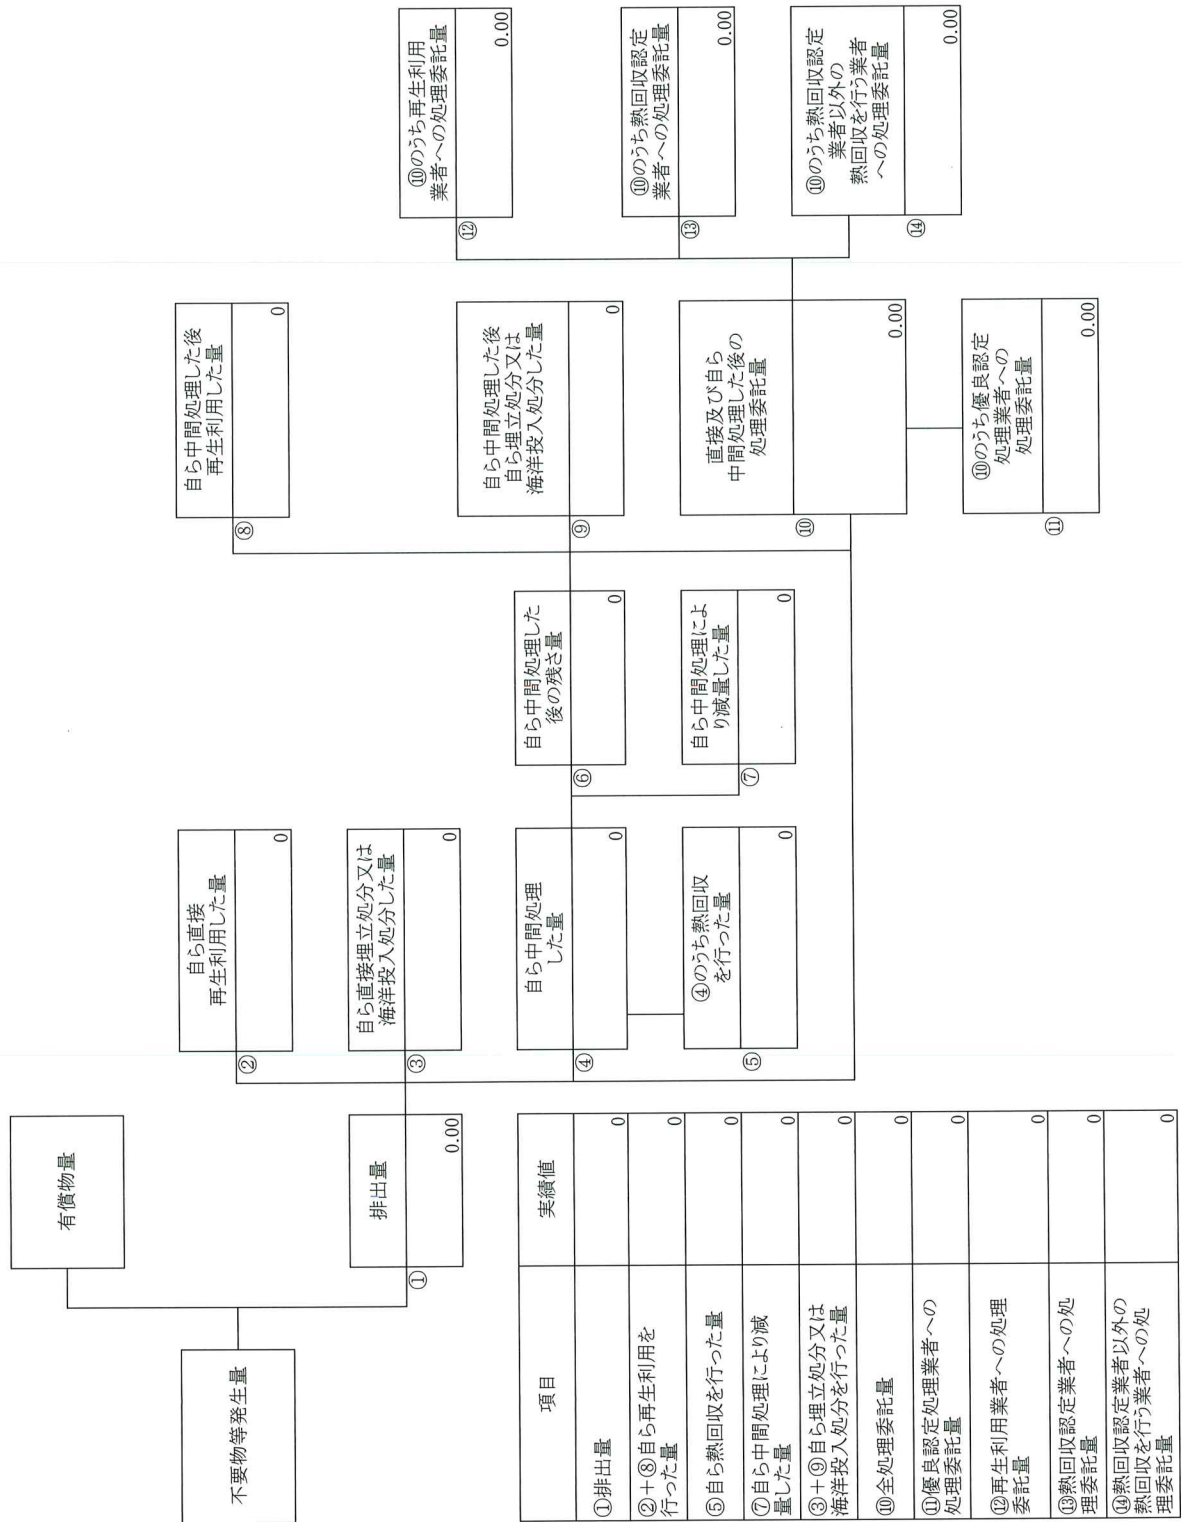 有償物量
不要物等発生量
排出量
①
0.00
自ら直接
再生利用した量
②
0
自ら直接埋立処分又は
海洋投入処分した量
③
0
自ら中間処理
した量
④
0
④のうち熱回収
を行った量
⑤
0
自ら中間処理した
後の残さ量
⑥
0
自ら中間処理によ
り減量した量
⑦
0
自ら中間処理した後
再生利用した量
⑧
0
自ら中間処理した後
自ら埋立処分又は
海洋投入処分した量
⑨
0
直接及び自ら
中間処理した後の
処理委託量
⑩
0.00
⑩のうち優良認定
処理業者への
処理委託量
⑪
0.00
⑩のうち再生利用
業者への処理委託量
⑫
0.00
⑩のうち熱回収認定
業者への処理委託量
⑬
0.00
⑩のうち熱回収認定
業者以外の
熱回収を行う業者
への処理委託量
⑭
0.00
項目 実績値
①排出量 0
②+⑧自ら再生利用を
行った量 0
⑤自ら熱回収を行った量 0
⑦自ら中間処理により減
量した量 0
③+⑨自ら埋立処分又は
海洋投入処分を行った量 0
⑩全処理委託量 0
⑪優良認定処理業者への
処理委託量 0
⑫再生利用業者への処理
委託量 0
⑬熱回収認定業者への処
理委託量 0
⑭熱回収認定業者以外の
熱回収を行う業者への処
理委託量 0